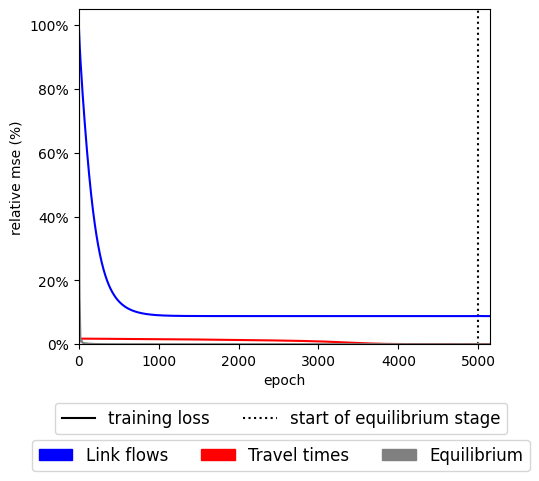 100%
80%
60%
40%
20%
0%
relative mse (%)
0 1000 2000 3000 4000 5000
epoch
training loss start of equilibrium stage
Link flows Travel times Equilibrium